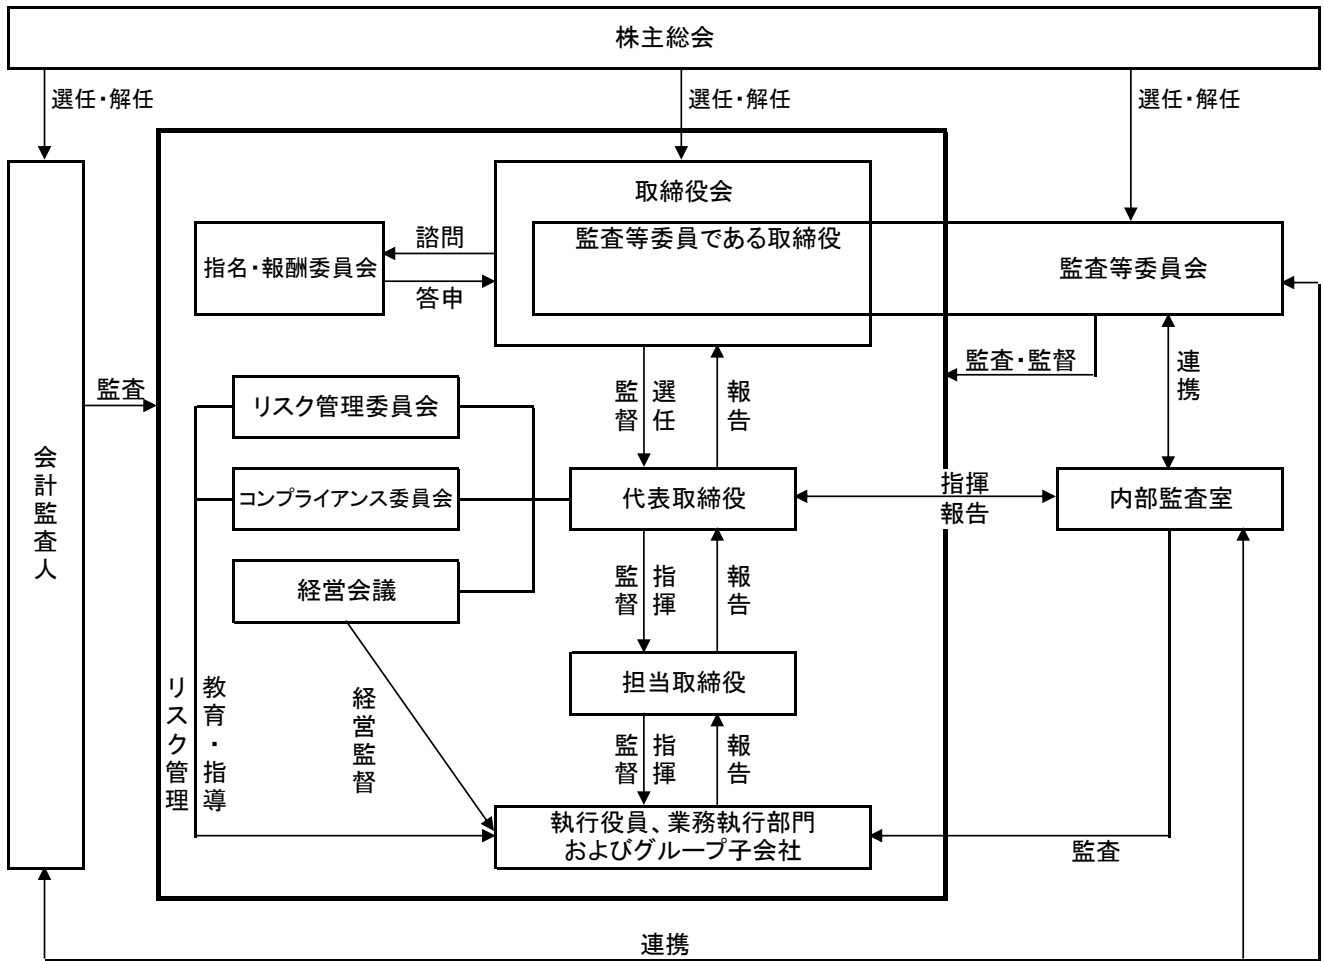 株主総会
選任・解任
選任・解任
選任・解任
取締役会
監査等委員である取締役
監査等委員会
指名・報酬委員会
諮問
答申
監査・監督
連携
監査
会計監査人
リスク管理委員会
コンプライアンス委員会
経営会議
監督
選任
報告
代表取締役
指揮
報告
内部監査室
監督
指揮
報告
担当取締役
リスク管理
教育・指導
経営監督
監督
指揮
報告
執行役員、業務執行部門
およびグループ子会社
監査
連携